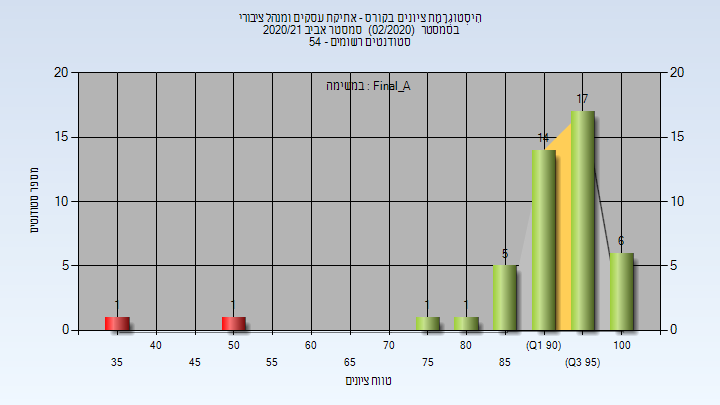 היסטוגרמת ציונים בקורס - אתיקת עסקים ומנהל ציבורי
בסמסטר (02/2020) סמסטר אביב 2020/21
סטודנטים רשומים - 54
במשימה : Final_A
מספר סטודנטים
20 20
15 15
10 10
5 5
0 0
1 1 1 1 5 14 17 6
40 50 60 70 80 (Q1 90) 100
35 45 55 65 75 85 (Q3 95)
טווח ציונים